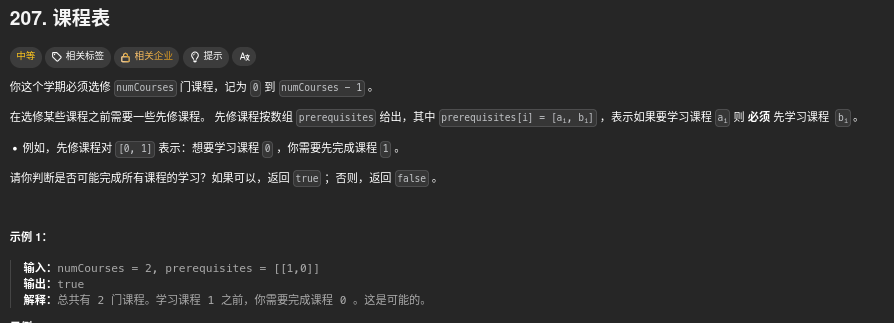 207. 课程表
中等 相关标签 相关企业 提示 Ax
你这个学期必须选修 numCourses 门课程，记为 0 到 numCourses - 1 。
在选修某些课程之前需要一些先修课程。 先修课程按数组 prerequisites 给出，其中 prerequisites[i] = [aᵢ, bᵢ] ，表示如果要学习课程 aᵢ 则 必须 先学习课程 bᵢ 。
• 例如，先修课程对 [0, 1] 表示：想要学习课程 0 ，你需要先完成课程 1 。
请你判断是否可能完成所有课程的学习？如果可以，返回 true ；否则，返回 false 。
示例 1：
输入：numCourses = 2, prerequisites = [[1,0]]
输出：true
解释：总共有 2 门课程。学习课程 1 之前，你需要完成课程 0 。这是可能的。